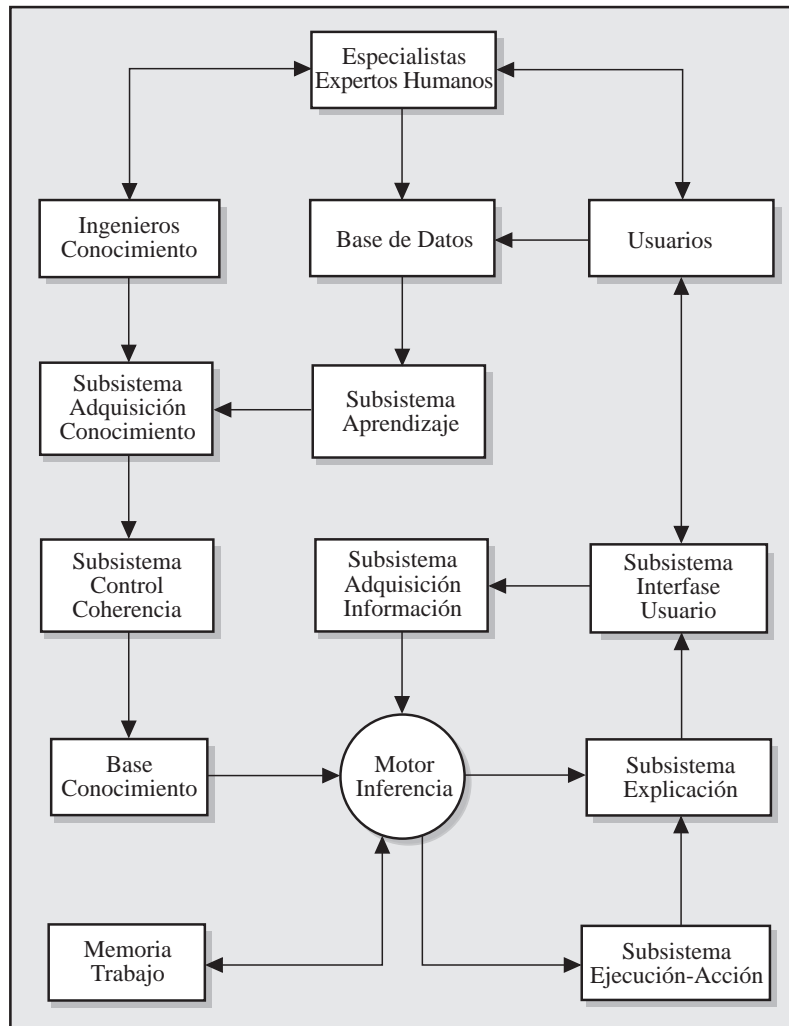 Especialistas
Expertos Humanos
Ingenieros
Conocimiento
Base de Datos
Usuarios
Subsistema
Adquisición
Conocimiento
Subsistema
Aprendizaje
Subsistema
Control
Coherencia
Subsistema
Adquisición
Información
Subsistema
Interfase
Usuario
Base
Conocimiento
Motor
Inferencia
Subsistema
Explicación
Memoria
Trabajo
Subsistema
Ejecución-Acción